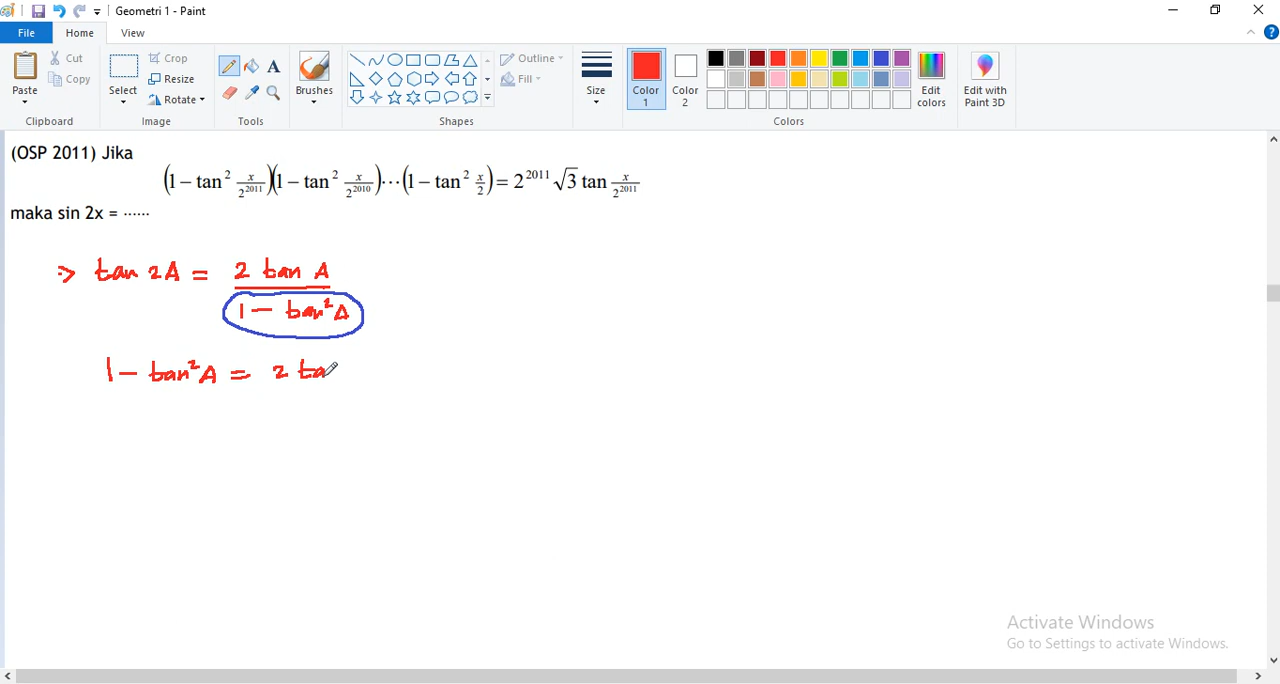 Geometri 1 - Paint
File Home View
Paste Cut Copy Clipboard
Select Crop Resize Rotate Image
Tools
Brushes
Shapes Outline Fill
Size
Color 1 Color 2 Edit colors Colors
Edit with Paint 3D
(OSP 2011) Jika
(1 − tan² x/2²⁰¹¹)(1 − tan² x/2²⁰¹⁰)⋯(1 − tan² x/2) = 2²⁰¹¹ √3 tan x/2²⁰¹¹
maka sin 2x = ······
=> tan 2A = 2 tan A / 1 − tan²A
1 − tan²A = 2 ta
Activate Windows
Go to Settings to activate Windows.